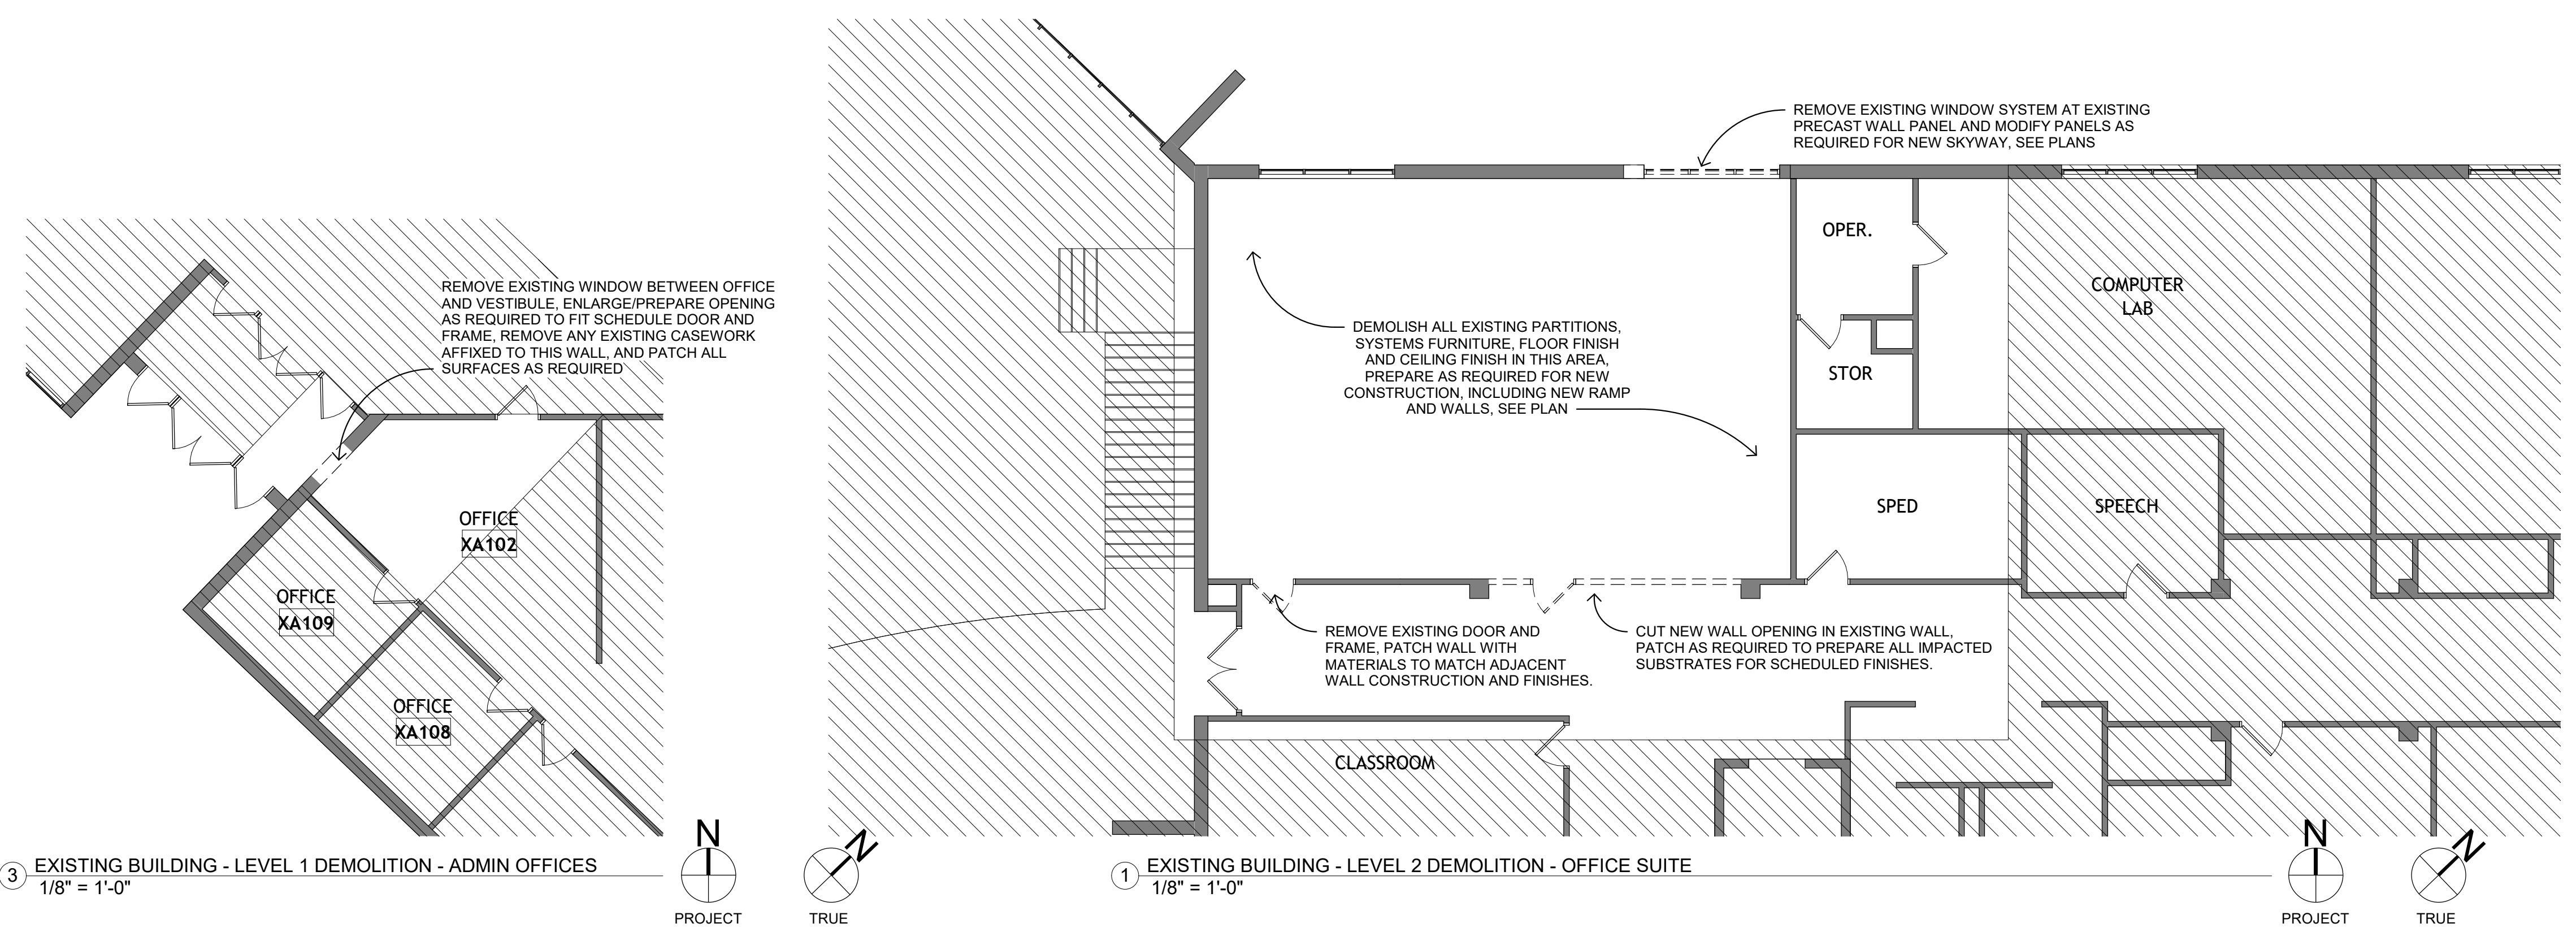 REMOVE EXISTING WINDOW BETWEEN OFFICE
AND VESTIBULE, ENLARGE/PREPARE OPENING
AS REQUIRED TO FIT SCHEDULE DOOR AND
FRAME, REMOVE ANY EXISTING CASEWORK
AFFIXED TO THIS WALL, AND PATCH ALL
SURFACES AS REQUIRED
OFFICE
XA102
OFFICE
XA109
OFFICE
XA108
3
EXISTING BUILDING - LEVEL 1 DEMOLITION - ADMIN OFFICES
1/8" = 1'-0"
N
PROJECT
N
TRUE
REMOVE EXISTING WINDOW SYSTEM AT EXISTING
PRECAST WALL PANEL AND MODIFY PANELS AS
REQUIRED FOR NEW SKYWAY, SEE PLANS
OPER.
COMPUTER
LAB
DEMOLISH ALL EXISTING PARTITIONS,
SYSTEMS FURNITURE, FLOOR FINISH
AND CEILING FINISH IN THIS AREA,
PREPARE AS REQUIRED FOR NEW
CONSTRUCTION, INCLUDING NEW RAMP
AND WALLS, SEE PLAN
STOR
SPED
SPEECH
REMOVE EXISTING DOOR AND
FRAME, PATCH WALL WITH
MATERIALS TO MATCH ADJACENT
WALL CONSTRUCTION AND FINISHES.
CUT NEW WALL OPENING IN EXISTING WALL,
PATCH AS REQUIRED TO PREPARE ALL IMPACTED
SUBSTRATES FOR SCHEDULED FINISHES.
CLASSROOM
1
EXISTING BUILDING - LEVEL 2 DEMOLITION - OFFICE SUITE
1/8" = 1'-0"
N
PROJECT
N
TRUE